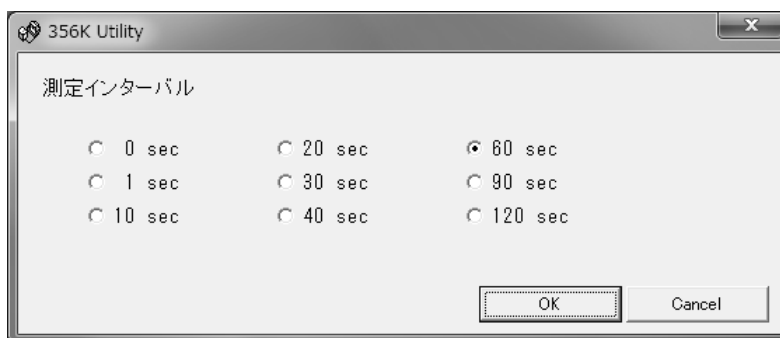 356K Utility
測定インターバル
0 sec 20 sec 60 sec
1 sec 30 sec 90 sec
10 sec 40 sec 120 sec
OK Cancel